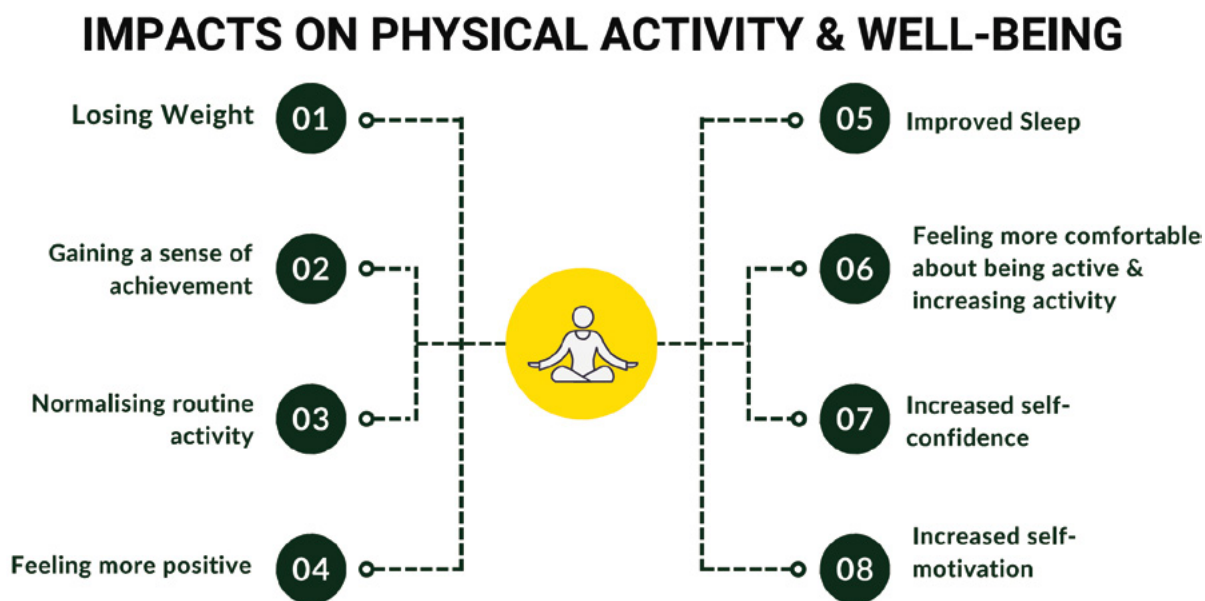 IMPACTS ON PHYSICAL ACTIVITY & WELL-BEING
Losing Weight
01
Gaining a sense of
achievement
02
Normalising routine
activity
03
Feeling more positive
04
05
Improved Sleep
06
Feeling more comfortable
about being active &
increasing activity
07
Increased self-
confidence
08
Increased self-
motivation